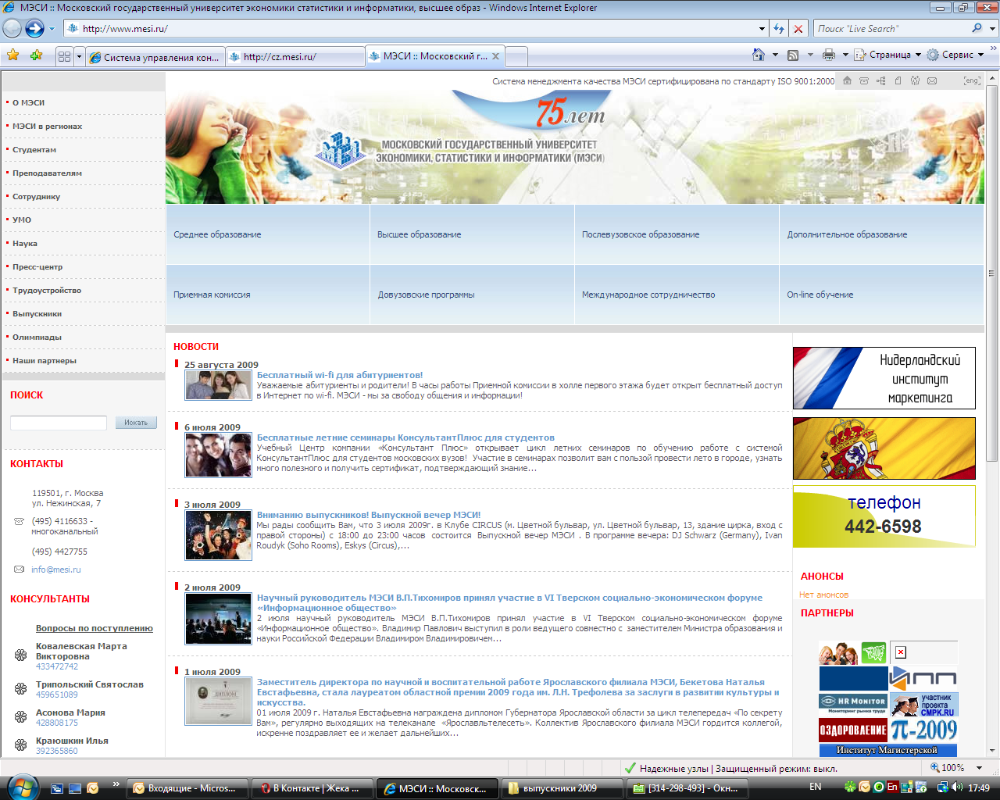 МЭСИ :: Московский государственный университет экономики статистики и информатики, высшее образ - Windows Internet Explorer
http://www.mesi.ru/
Поиск "Live Search"
Система управления кон...
http://cz.mesi.ru/
МЭСИ :: Московский г...
Страница
Сервис
Система менеджмента качества МЭСИ сертифицирована по стандарту ISO 9001:2000
[eng]
О МЭСИ
МЭСИ в регионах
Студентам
Преподавателям
Сотруднику
УМО
Наука
Пресс-центр
Трудоустройство
Выпускники
Олимпиады
Наши партнеры
75 лет
МОСКОВСКИЙ ГОСУДАРСТВЕННЫЙ УНИВЕРСИТЕТ
ЭКОНОМИКИ, СТАТИСТИКИ И ИНФОРМАТИКИ (МЭСИ)
Среднее образование
Высшее образование
Послевузовское образование
Дополнительное образование
Приемная комиссия
Довузовские программы
Международное сотрудничество
On-line обучение
ПОИСК
Искать
КОНТАКТЫ
119501, г. Москва
ул. Нежинская, 7
(495) 4116633 -
многоканальный
(495) 4427755
info@mesi.ru
КОНСУЛЬТАНТЫ
Вопросы по поступлению
Ковалевская Марта
Викторовна
433472742
Трипольский Святослав
459651089
Асонова Мария
428808175
Краюшкин Илья
392365860
НОВОСТИ
25 августа 2009
Бесплатный wi-fi для абитуриентов!
Уважаемые абитуриенты и родители! В часы работы Приемной комиссии в холле первого этажа будет открыт бесплатный доступ
в Интернет по wi-fi. МЭСИ - мы за свободу общения и информации!
6 июля 2009
Бесплатные летние семинары КонсультантПлюс для студентов
Учебный Центр компании «Консультант Плюс» открывает цикл летних семинаров по обучению работе с системой
КонсультантПлюс для студентов московских вузов! Участие в семинарах позволит вам с пользой провести лето в городе, узнать
много полезного и получить сертификат, подтверждающий знание...
3 июля 2009
Вниманию выпускников! Выпускной вечер МЭСИ!
Мы рады сообщить Вам, что 3 июля 2009г. в Клубе CIRCUS (м. Цветной бульвар, ул. Цветной бульвар, 13, здание цирка, вход с
правой стороны) с 18:00 до 23:00 часов состоится Выпускной вечер МЭСИ . В программе вечера: DJ Schwarz (Germany), Ivan
Roudyk (Soho Rooms), Eskys (Circus),...
2 июля 2009
Научный руководитель МЭСИ В.П.Тихомиров принял участие в VI Тверском социально-экономическом форуме
«Информационное общество»
2 июля научный руководитель МЭСИ В.П.Тихомиров принял участие в VI Тверском социально-экономическом форуме
«Информационное общество». Владимир Павлович выступил в роли ведущего совместно с заместителем Министра образования и
науки Российской Федерации Владимиром Владимировичем...
1 июля 2009
ДИПЛОМ
Заместитель директора по научной и воспитательной работе Ярославского филиала МЭСИ, Бекетова Наталья
Евстафьевна, стала лауреатом областной премии 2009 года им. Л.Н. Трефолева за заслуги в развитии культуры и
искусства.
01 июля 2009 г. Наталья Евстафьевна награждена дипломом Губернатора Ярославской области за цикл телепередач «По секрету
Вам», регулярно выходящих на телеканале «Ярославльтелесеть». Коллектив Ярославского филиала МЭСИ гордится коллегой,
искренне поздравляет ее и желает дальнейших...
Нидерландский
институт
маркетинга
телефон
442-6598
АНОНСЫ
Нет анонсов
ПАРТНЕРЫ
ИПП
HR Monitor
Мониторинг рынка труда
участник
проекта
CMPK.RU
ОЗДОРОВЛЕНИЕ
π-2009
Институт Магистерской
Надежные узлы | Защищенный режим: выкл.
100%
Входящие - Micros...
В Контакте | Жека ...
МЭСИ :: Московск...
выпускники 2009
[314-298-493] - Окн...
EN
En
17:49